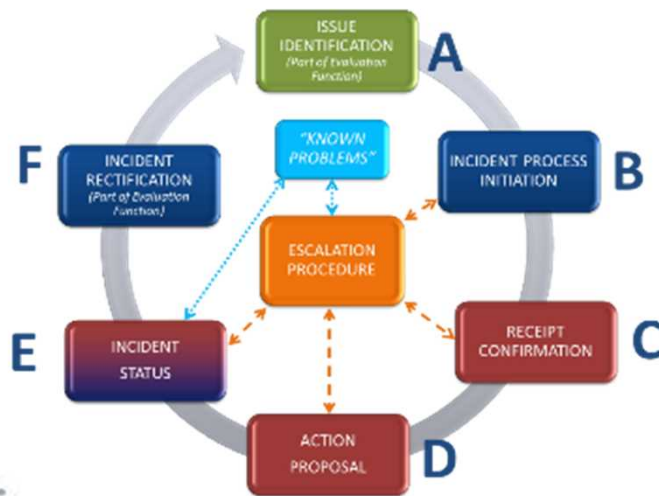 ISSUE
IDENTIFICATION
(Part of Evaluation
Function)
A
INCIDENT PROCESS
INITIATION
B
RECEIPT
CONFIRMATION
C
ACTION
PROPOSAL
D
INCIDENT
STATUS
E
INCIDENT
RECTIFICATION
(Part of Evaluation
Function)
F
"KNOWN
PROBLEMS"
ESCALATION
PROCEDURE